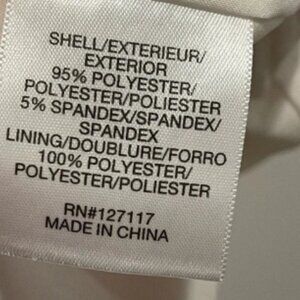 SHELL/EXTERIEUR/
EXTERIOR
95% POLYESTER/
POLYESTER/POLIESTER
5% SPANDEX/SPANDEX/
SPANDEX
LINING/DOUBLURE/FORRO
100% POLYESTER/
POLYESTER/POLIESTER
RN#127117
MADE IN CHINA